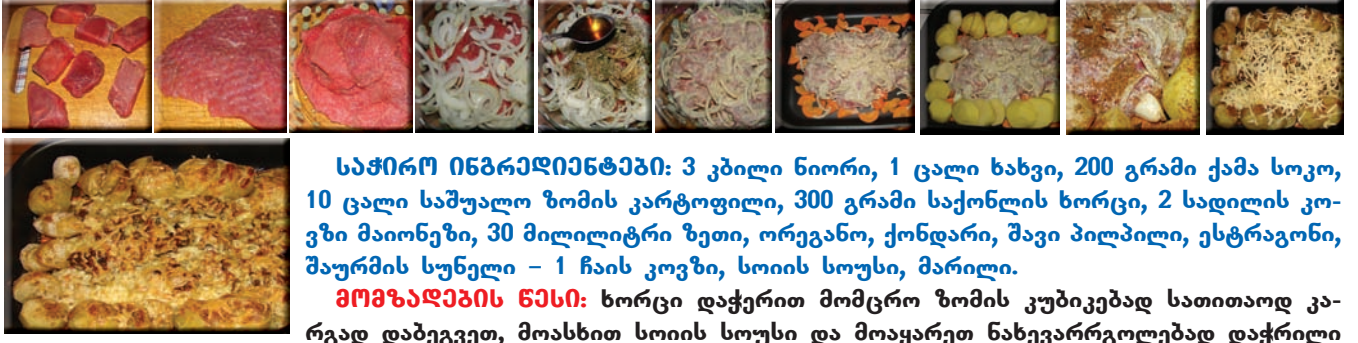 საჭირო ინგრედიენტები: 3 კბილი ნიორი, 1 ცალი ხახვი, 200 გრამი ქამა სოკო,
10 ცალი საშუალო ზომის კარტოფილი, 300 გრამი საქონლის ხორცი, 2 სადილის კო-
ვზი მაიონეზი, 30 მილილიტრი ზეთი, ორეგანო, ქონდარი, შავი პილპილი, ესტრაგონი,
შაურმის სუნელი – 1 ჩაის კოვზი, სოიის სოუსი, მარილი.
მომზადების წესი: ხორცი დაჭერით მომცრო ზომის კუბიკებად სათითაოდ კა-
რგად დაბეგვეთ, მოასხით სოიის სოუსი და მოაყარეთ ნახევარრგოლებად დაჭრილი